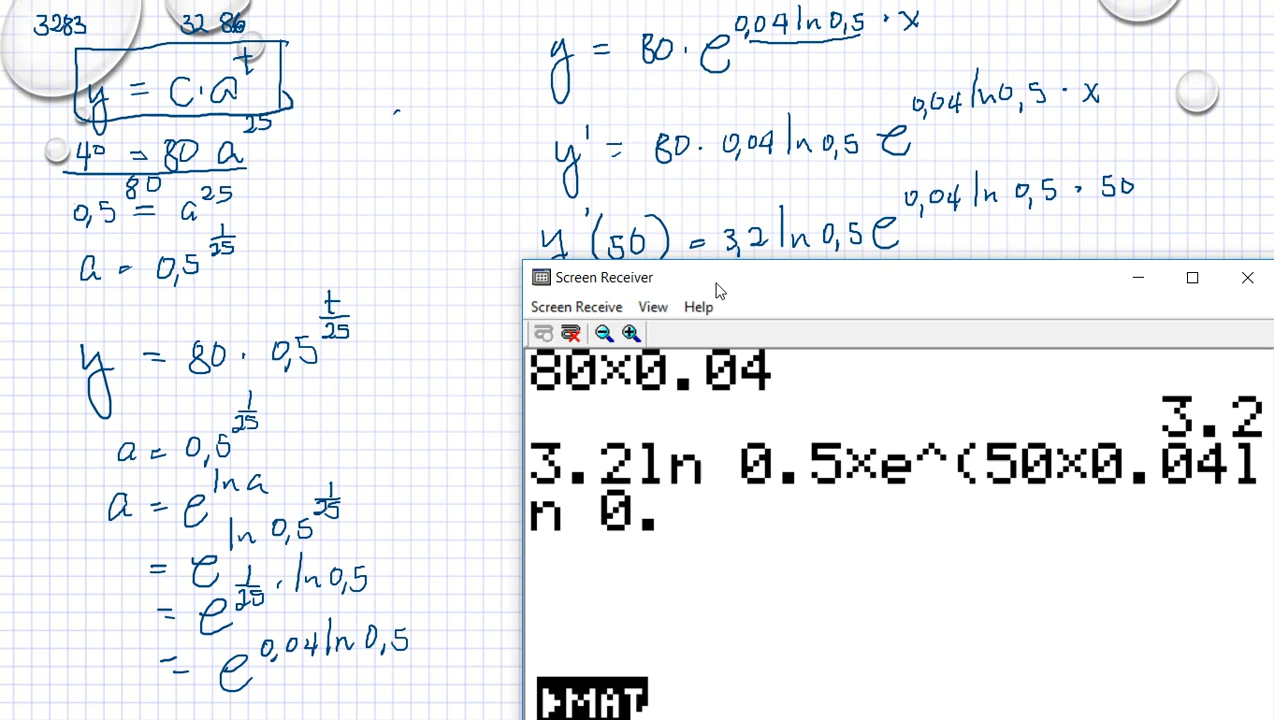 3283 3286
y = C·a^t
40 = 80 a^25
80
0,5 = a^25
a = 0,5^(1/25)
y = 80 · 0,5^(t/25)
a = 0,5^(1/25)
a = e^(ln a)
= e^(ln 0,5^(1/25))
= e^(1/25 · ln 0,5)
= e^(0,04 ln 0,5)
y = 80 · e^(0,04 ln 0,5 · x)
y' = 80 · 0,04 ln 0,5 e^(0,04 ln 0,5 · x)
y'(50) = 3,2 ln 0,5 e^(0,04 ln 0,5 · 50)
Screen Receiver
Screen Receive View Help
80×0.04
3.2
3.2ln 0.5×e^(50×0.04l
n 0.
▶MAT